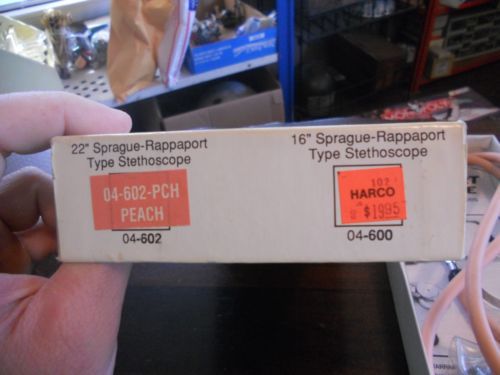 22" Sprague-Rappaport
Type Stethoscope
04-602-PCH
PEACH
04-602
16" Sprague-Rappaport
Type Stethoscope
HARCO
$1995
04-600